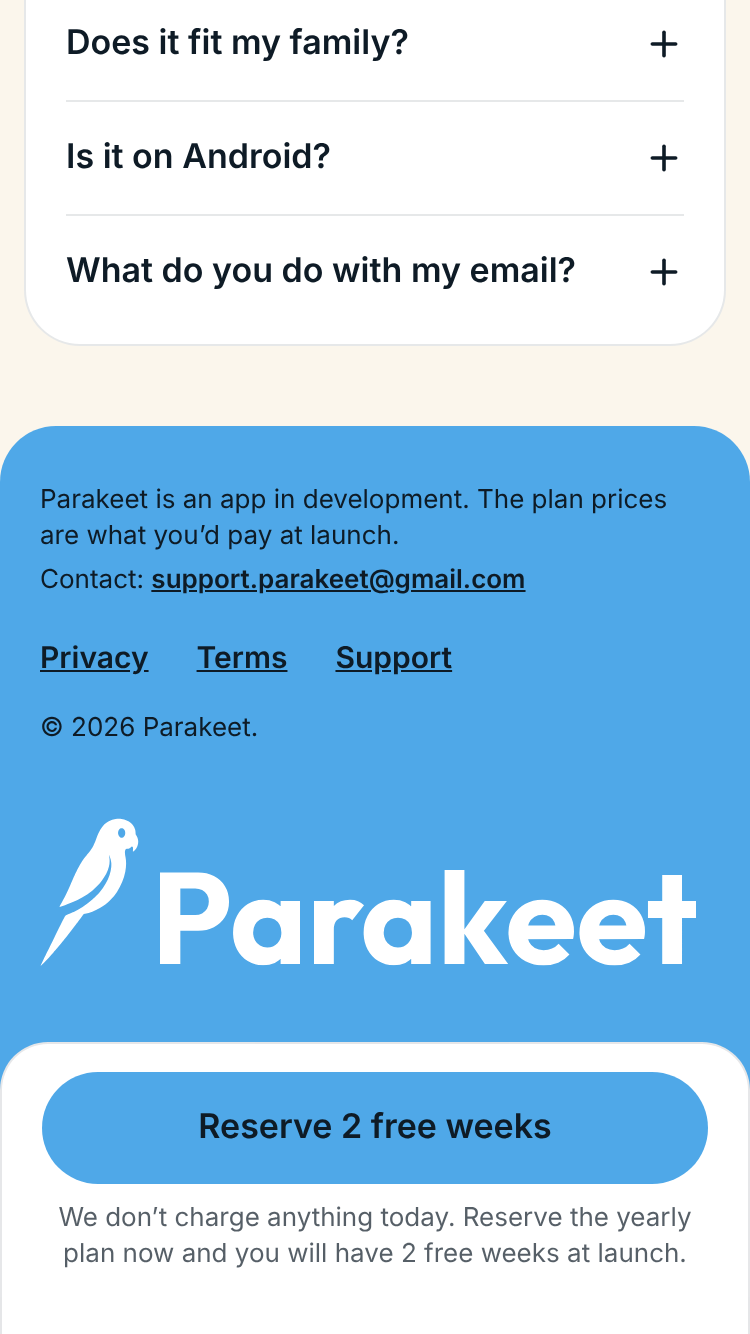 Does it fit my family?
Is it on Android?
What do you do with my email?
Parakeet is an app in development. The plan prices
are what you’d pay at launch.
Contact: support.parakeet@gmail.com
Privacy Terms Support
© 2026 Parakeet.
Parakeet
Reserve 2 free weeks
We don’t charge anything today. Reserve the yearly
plan now and you will have 2 free weeks at launch.